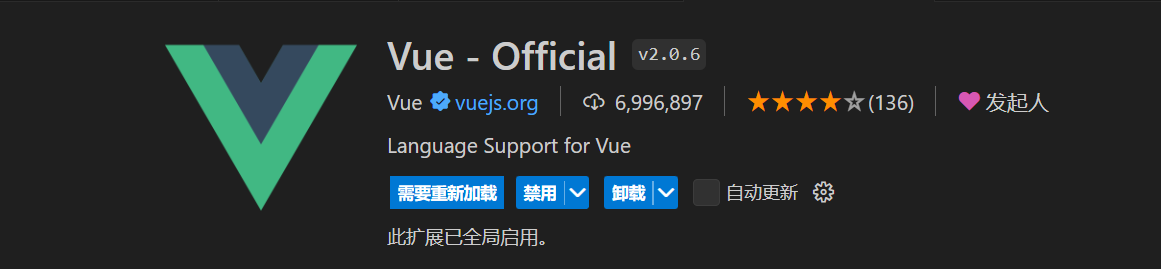 Vue - Official v2.0.6
Vue vuejs.org 6,996,897 (136) 发起人
Language Support for Vue
需要重新加载 禁用 卸载 自动更新
此扩展已全局启用。